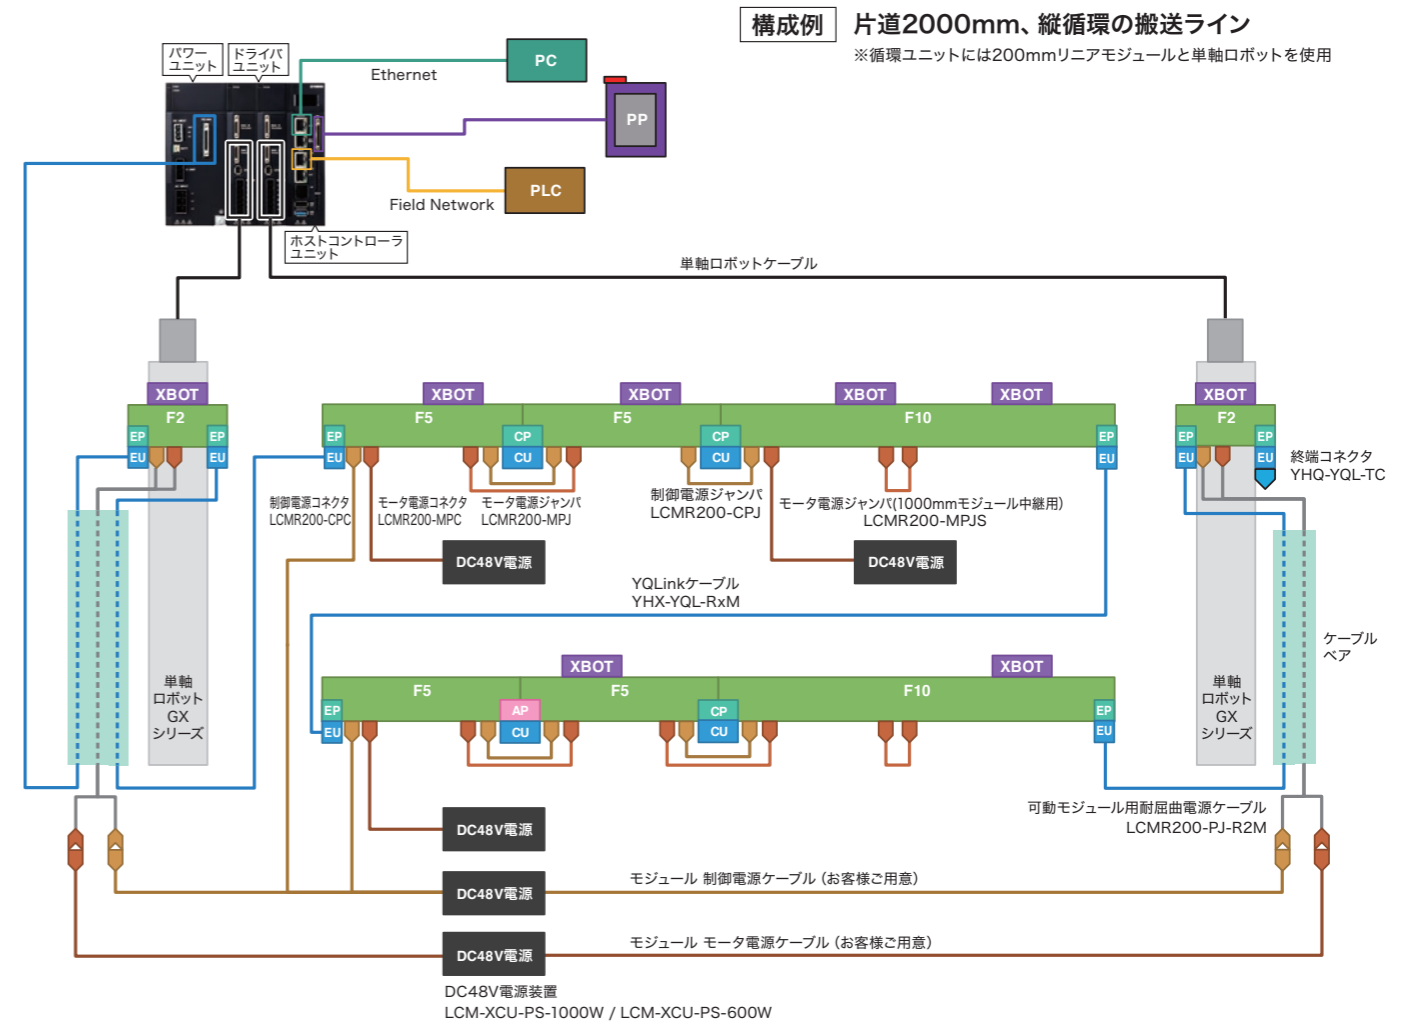 構成例
片道2000mm、縦循環の搬送ライン
※循環ユニットには200mmリニアモジュールと単軸ロボットを使用
パワー
ユニット
ドライバ
ユニット
Ethernet
PC
PP
PLC
Field Network
ホストコントローラ
ユニット
単軸ロボットケーブル
XBOT
F2
EP
EP
EU
EU
XBOT
XBOT
XBOT
XBOT
F5
F5
F10
EP
CP
CP
EP
EU
CU
CU
EU
XBOT
F2
EP
EP
EU
EU
終端コネクタ
YHQ-YQL-TC
制御電源コネクタ
LCMR200-CPC
モータ電源コネクタ
LCMR200-MPC
モータ電源ジャンパ
LCMR200-MPJ
制御電源ジャンパ
LCMR200-CPJ
モータ電源ジャンパ(1000mmモジュール中継用)
LCMR200-MPJS
DC48V電源
DC48V電源
YQLinkケーブル
YHX-YQL-RxM
ケーブル
ベア
単軸
ロボット
GX
シリーズ
XBOT
XBOT
F5
F5
F10
EP
AP
CP
EP
EU
CU
CU
EU
単軸
ロボット
GX
シリーズ
可動モジュール用耐屈曲電源ケーブル
LCMR200-PJ-R2M
DC48V電源
DC48V電源
モジュール 制御電源ケーブル（お客様ご用意）
DC48V電源
モジュール モータ電源ケーブル（お客様ご用意）
DC48V電源装置
LCM-XCU-PS-1000W / LCM-XCU-PS-600W